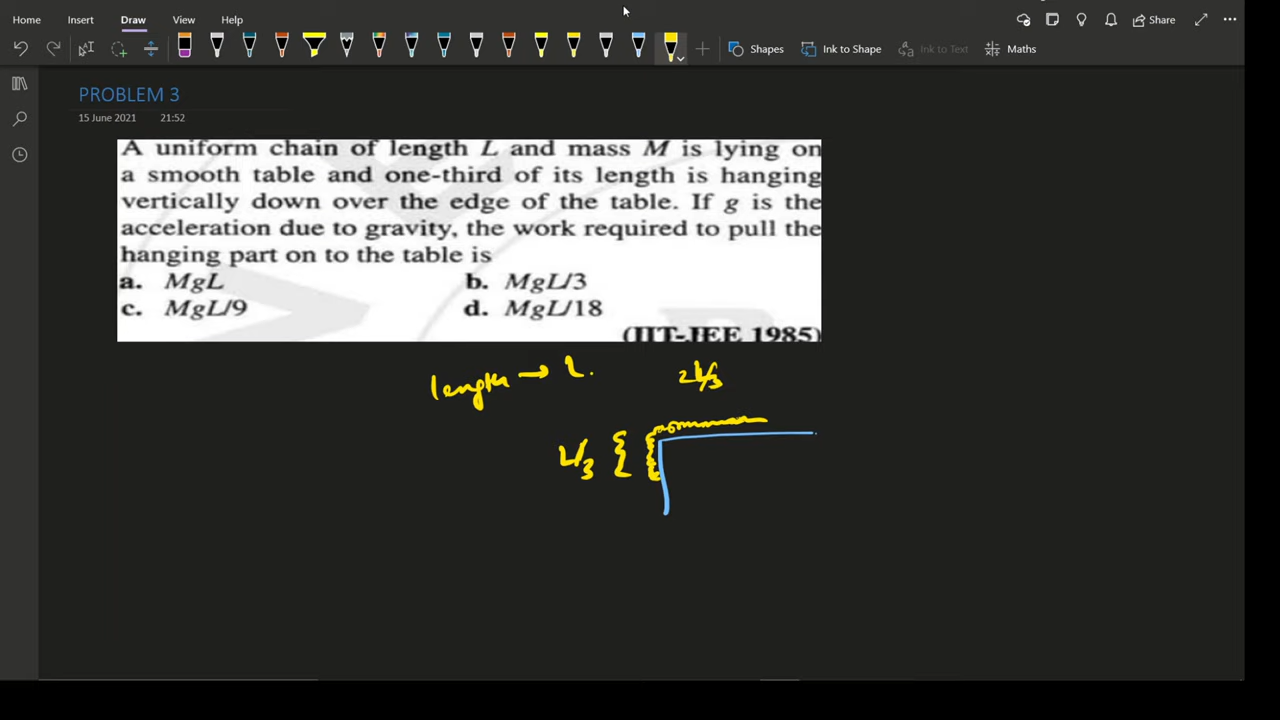 Home Insert Draw View Help
Share
Shapes Ink to Shape Ink to Text Maths
PROBLEM 3
15 June 2021 21:52
A uniform chain of length L and mass M is lying on
a smooth table and one-third of its length is hanging
vertically down over the edge of the table. If g is the
acceleration due to gravity, the work required to pull the
hanging part on to the table is
a. MgL b. MgL/3
c. MgL/9 d. MgL/18
(IIT-JEE 1985)
length → L.
2L/3
L/3